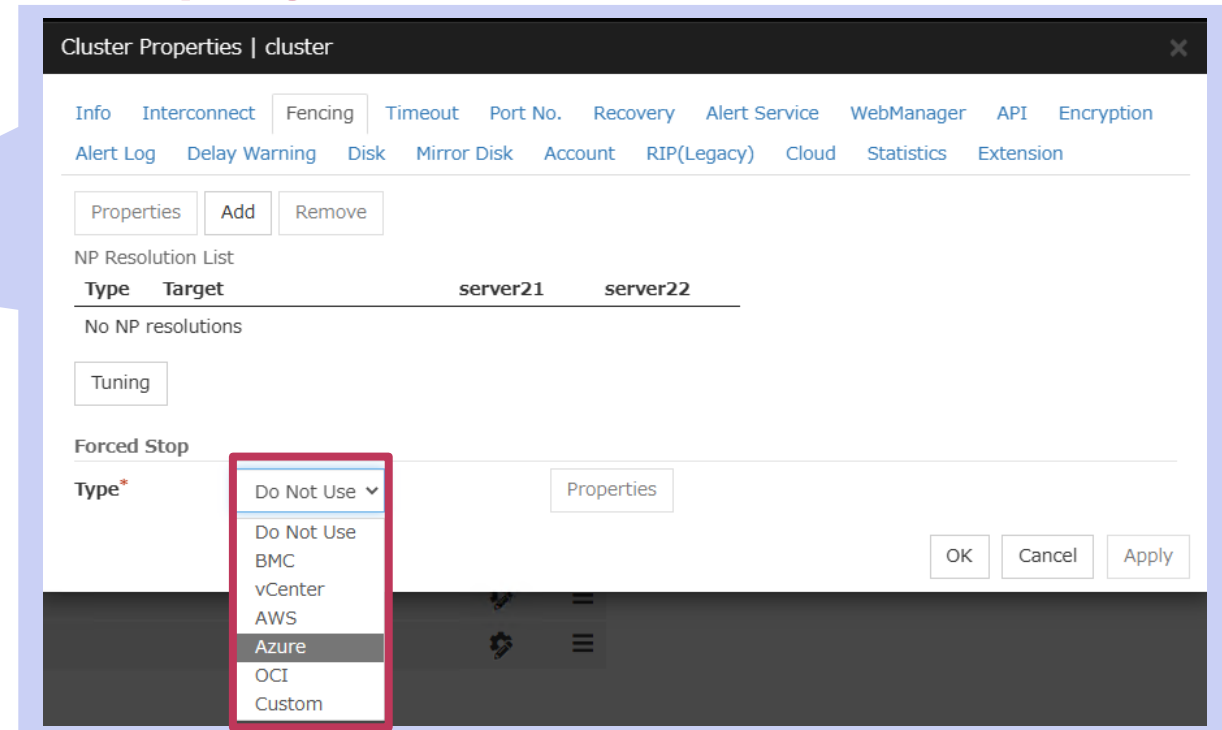 Cluster Properties | cluster
Info Interconnect Fencing Timeout Port No. Recovery Alert Service WebManager API Encryption
Alert Log Delay Warning Disk Mirror Disk Account RIP(Legacy) Cloud Statistics Extension
Properties Add Remove
NP Resolution List
Type Target server21 server22
No NP resolutions
Tuning
Forced Stop
Type* Do Not Use Properties
Do Not Use
BMC
vCenter
AWS
Azure
OCI
Custom
OK Cancel Apply